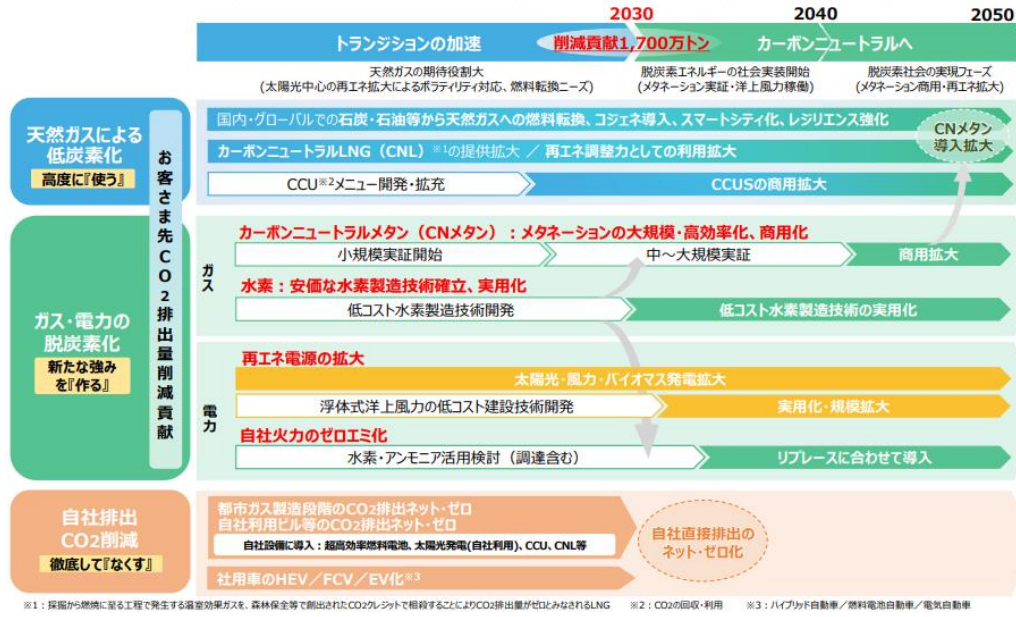 2030
2040
2050
トランジションの加速
削減貢献1,700万トン
カーボンニュートラルへ
天然ガスの期待役割大
(太陽光中心の再エネ拡大によるボラティリティ対応、燃料転換ニーズ)
脱炭素エネルギーの社会実装開始
(メタネーション実証・洋上風力稼働)
脱炭素社会の実現フェーズ
(メタネーション商用・再エネ拡大)
天然ガスによる
低炭素化
高度に『使う』
お客さま先CO2排出量削減貢献
国内・グローバルでの石炭・石油等から天然ガスへの燃料転換、コジェネ導入、スマートシティ化、レジリエンス強化
カーボンニュートラルLNG（CNL）※1の提供拡大 ／ 再エネ調整力としての利用拡大
CNメタン
導入拡大
CCU※2メニュー開発・拡充
CCUSの商用拡大
ガス・電力の
脱炭素化
新たな強み
を『作る』
ガス
カーボンニュートラルメタン（CNメタン）：メタネーションの大規模・高効率化、商用化
小規模実証開始
中～大規模実証
商用拡大
水素：安価な水素製造技術確立、実用化
低コスト水素製造技術開発
低コスト水素製造技術の実用化
電力
再エネ電源の拡大
太陽光・風力・バイオマス発電拡大
浮体式洋上風力の低コスト建設技術開発
実用化・規模拡大
自社火力のゼロエミ化
水素・アンモニア活用検討（調達含む）
リプレースに合わせて導入
自社排出
CO2削減
徹底して『なくす』
都市ガス製造段階のCO2排出ネット・ゼロ
自社利用ビル等のCO2排出ネット・ゼロ
自社設備に導入：超高効率燃料電池、太陽光発電(自社利用)、CCU、CNL等
社用車のHEV／FCV／EV化※3
自社直接排出の
ネット・ゼロ化
※1：採掘から燃焼に至る工程で発生する温室効果ガスを、森林保全等で創出されたCO2クレジットで相殺することによりCO2排出量がゼロとみなされるLNG ※2：CO2の回収・利用 ※3：ハイブリッド自動車／燃料電池自動車／電気自動車